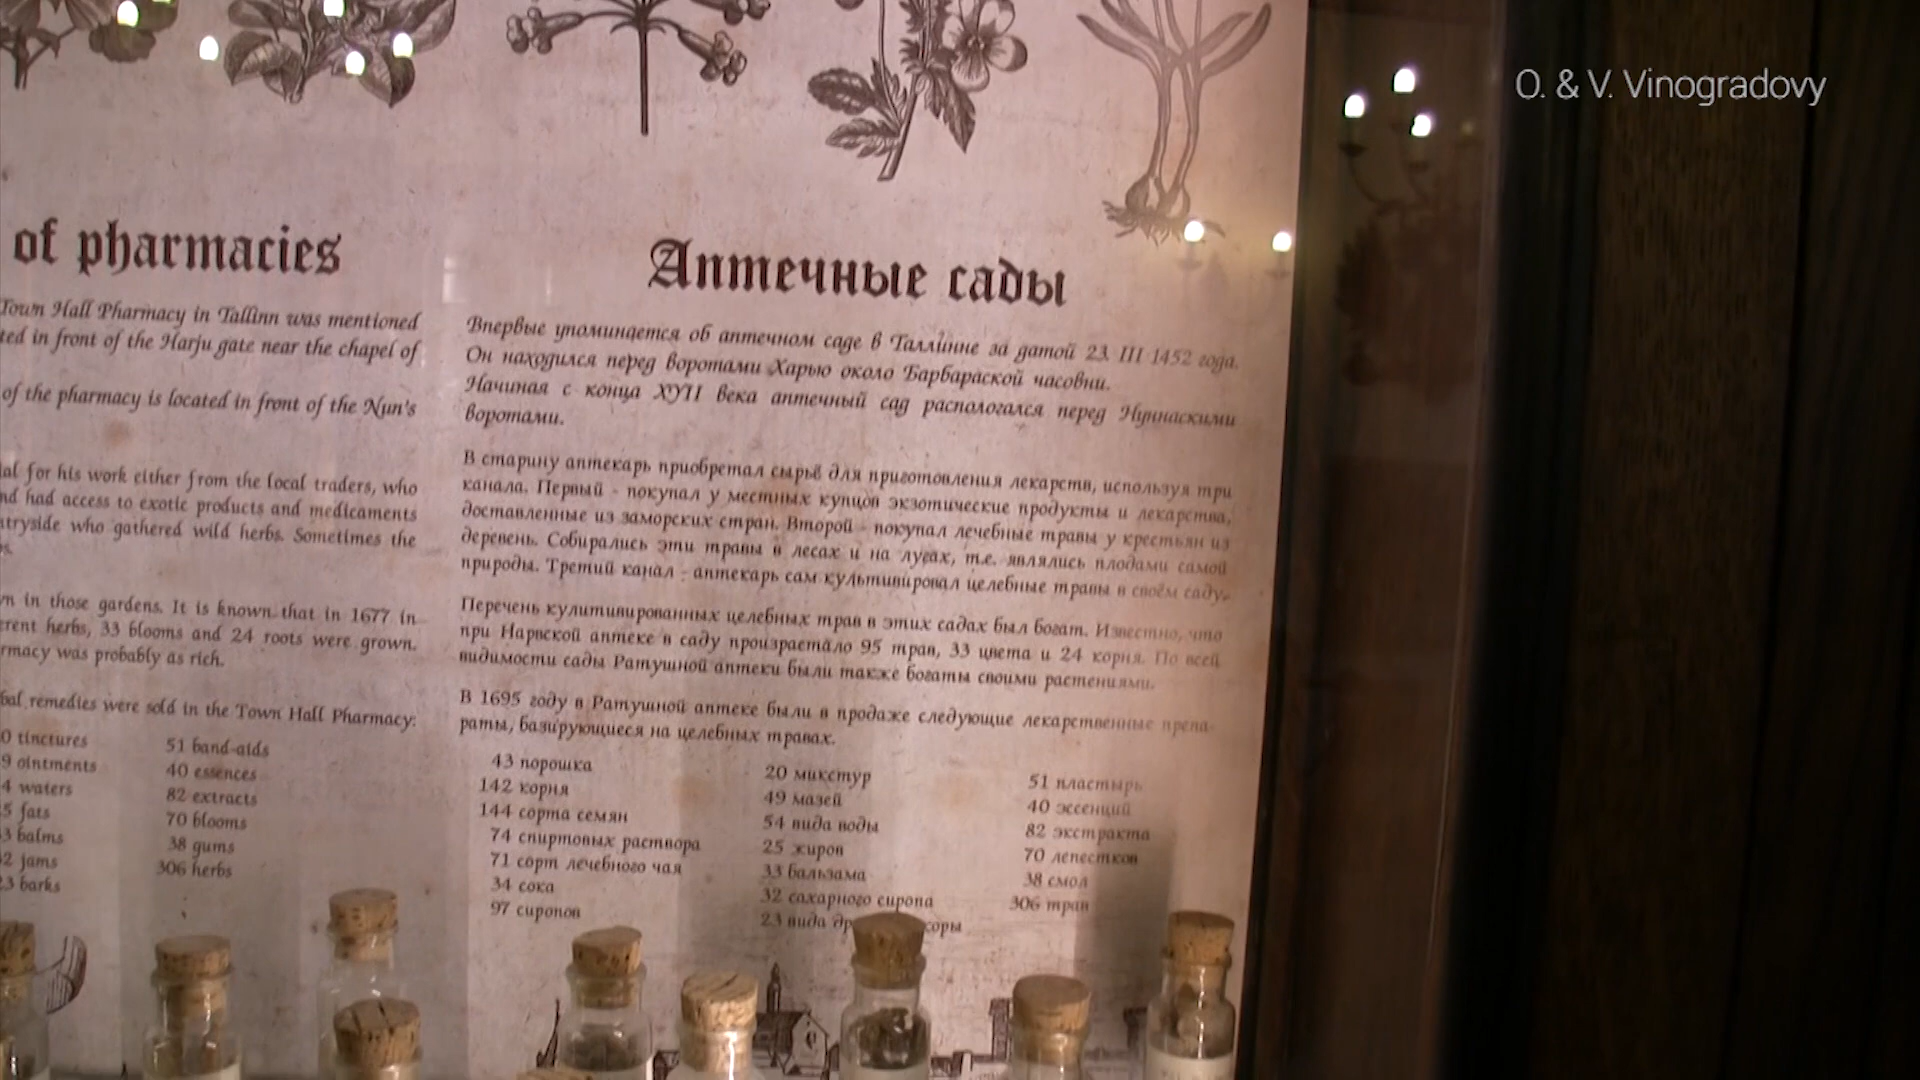 O. & V. Vinogradovy
of pharmacies
Town Hall Pharmacy in Tallinn was mentioned
ted in front of the Harju gate near the chapel of
of the pharmacy is located in front of the Nun's
ial for his work either from the local traders, who
nd had access to exotic products and medicaments
tryside who gathered wild herbs. Sometimes the
s.
n in those gardens. It is known that in 1677 in
erent herbs, 33 blooms and 24 roots were grown.
rmacy was probably as rich.
bal remedies were sold in the Town Hall Pharmacy:
0 tinctures 51 band-aids
9 ointments 40 essences
4 waters 82 extracts
5 fats 70 blooms
3 balms 38 gums
2 jams 306 herbs
23 barks
Аптечные сады
Впервые упоминается об аптечном саде в Таллинне за датой 23. III 1452 года.
Он находился перед воротами Харью около Барбараской часовни.
Начиная с конца ХУІІ века аптечный сад распологался перед Нуннаскими
воротами.
В старину аптекарь приобретал сырьё для приготовления лекарств, используя три
канала. Первый - покупал у местных купцов экзотические продукты и лекарства,
доставленные из заморских стран. Второй - покупал лечебные травы у крестьян из
деревень. Собирались эти травы в лесах и на лугах, т.е. являлись плодами самой
природы. Третий канал - аптекарь сам культивировал целебные травы в своём саду.
Перечень кулитивированных целебных трав в этих садах был богат. Известно, что
при Нарвской аптеке в саду произрастало 95 трав, 33 цвета и 24 корня. По всей
видимости сады Ратушной аптеки были также богаты своими растениями.
В 1695 году в Ратушной аптеке были в продаже следующие лекарственные препа-
раты, базирующиеся на целебных травах.
43 порошка 20 микстур 51 пластырь
142 корня 49 мазей 40 эссенций
144 сорта семян 54 вида воды 82 экстракта
74 спиртовых раствора 25 жиров 70 лепестков
71 сорт лечебного чая 33 бальзама 38 смол
34 сока 32 сахарного сиропа 306 трав
97 сиропов 23 вида др коры